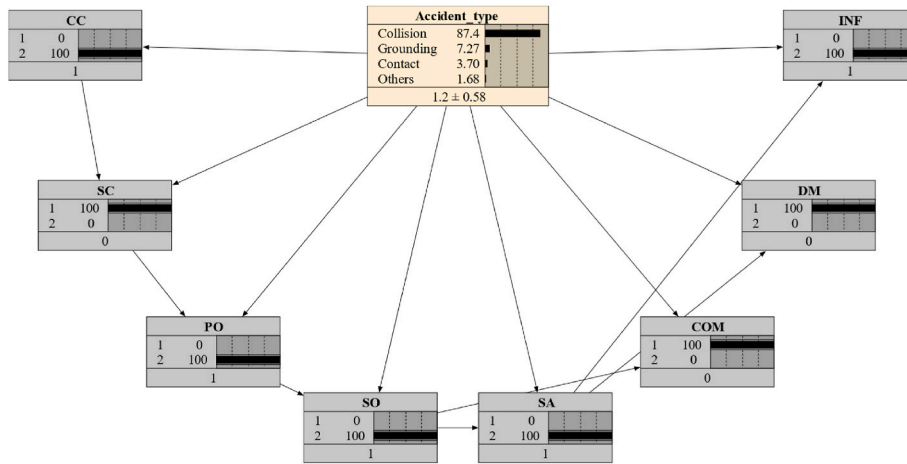 CC
1 0
2 100
1
Accident_type
Collision 87.4
Grounding 7.27
Contact 3.70
Others 1.68
1.2 ± 0.58
INF
1 0
2 100
1
SC
1 100
2 0
0
DM
1 100
2 0
0
PO
1 0
2 100
1
COM
1 100
2 0
0
SO
1 0
2 100
1
SA
1 0
2 100
1